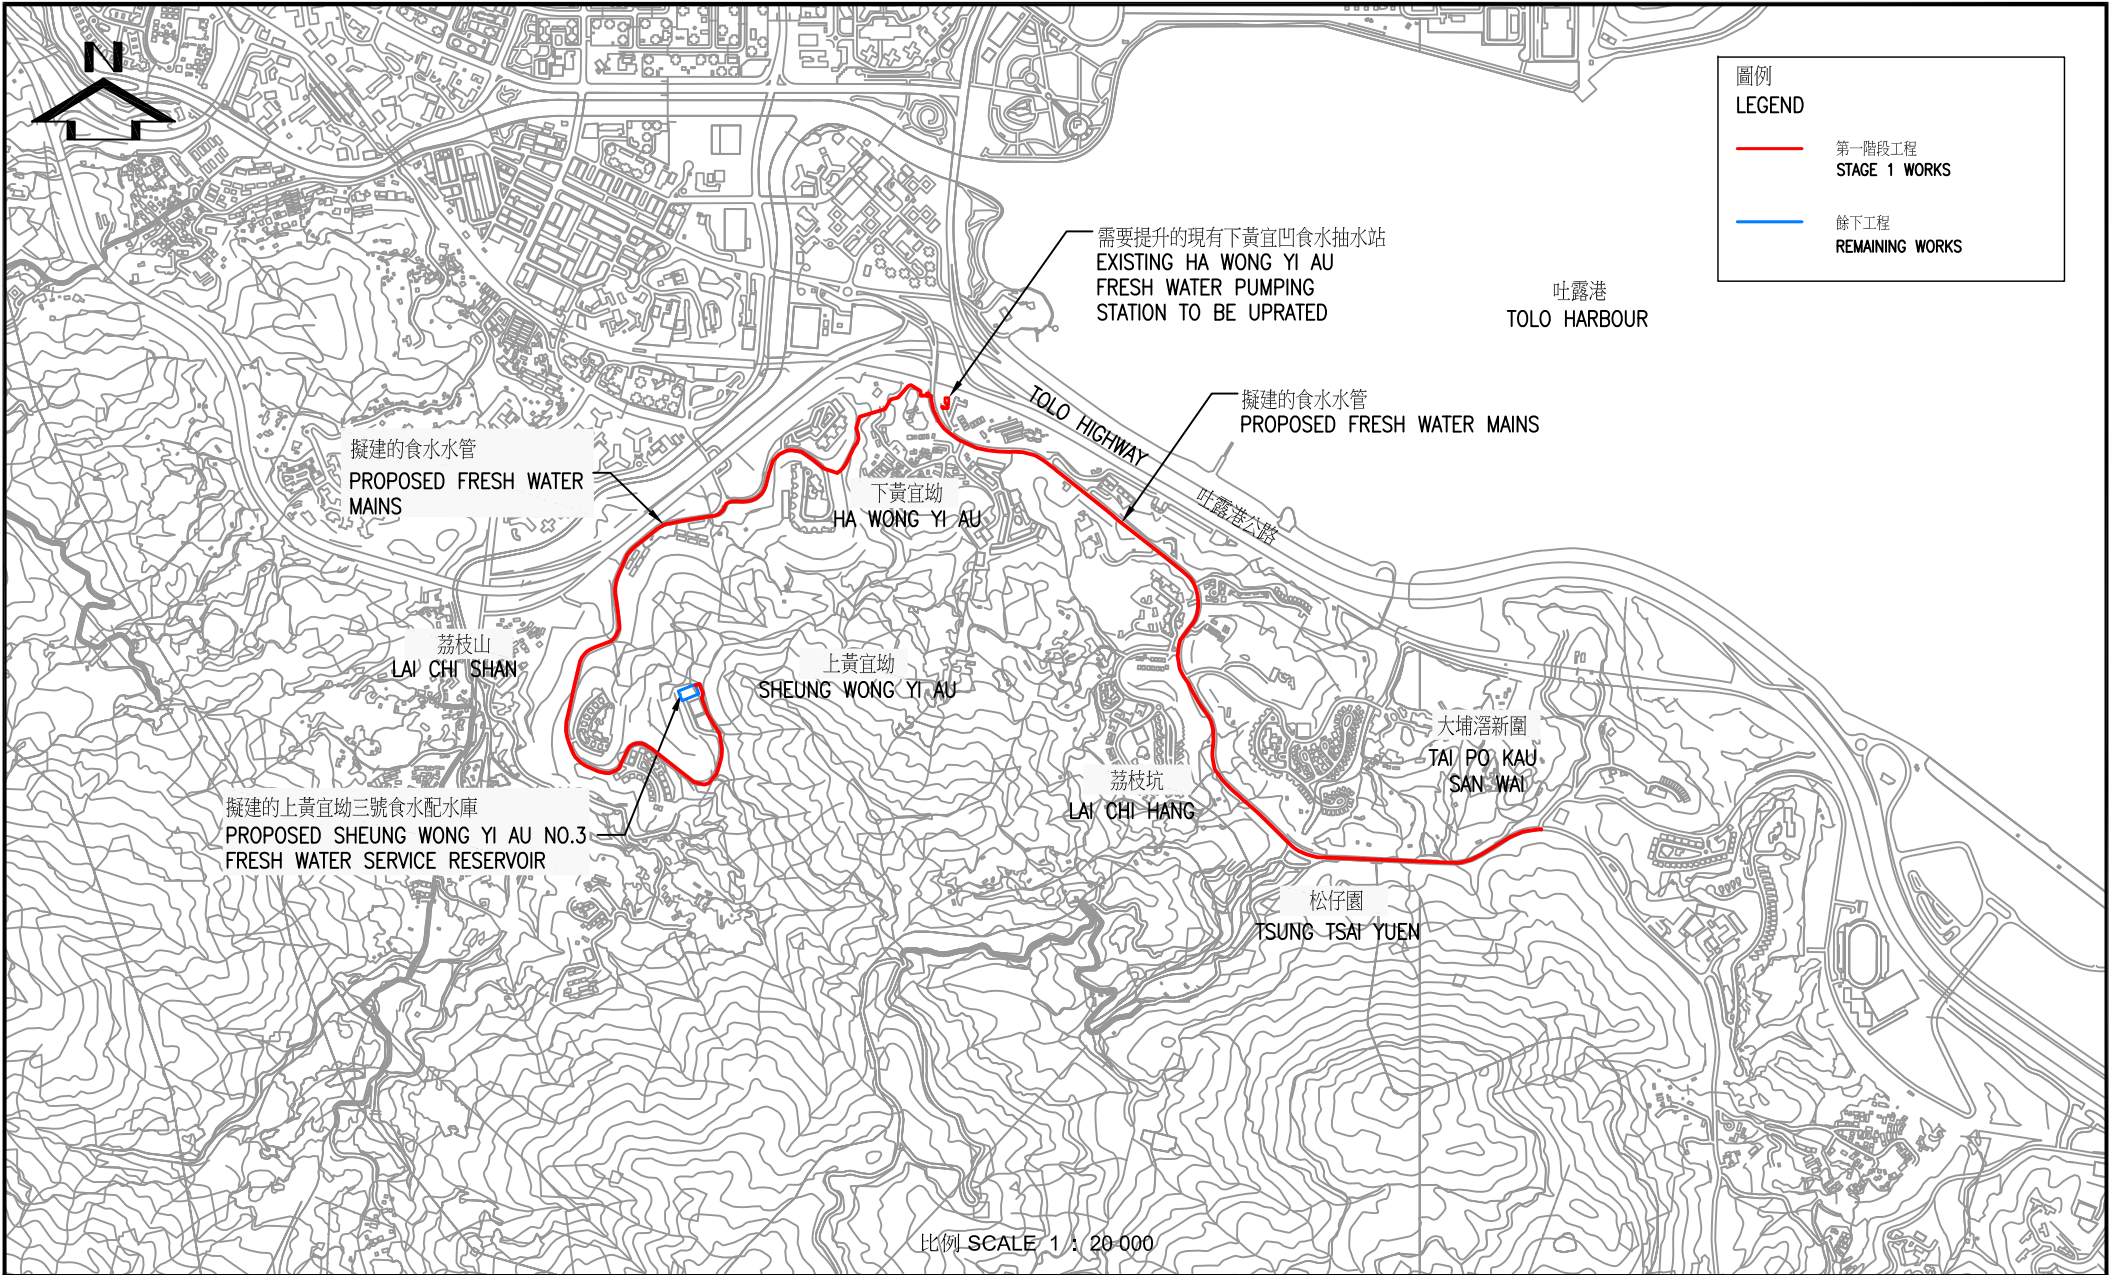 N
圖例
LEGEND
第一階段工程
STAGE 1 WORKS
餘下工程
REMAINING WORKS
需要提升的現有下黃宜凹食水抽水站
EXISTING HA WONG YI AU
FRESH WATER PUMPING
STATION TO BE UPRATED
吐露港
TOLO HARBOUR
TOLO HIGHWAY
吐露港公路
擬建的食水水管
PROPOSED FRESH WATER MAINS
擬建的食水水管
PROPOSED FRESH WATER
MAINS
下黃宜坳
HA WONG YI AU
荔枝山
LAI CHI SHAN
上黃宜坳
SHEUNG WONG YI AU
大埔滘新圍
TAI PO KAU
SAN WAI
荔枝坑
LAI CHI HANG
擬建的上黃宜坳三號食水配水庫
PROPOSED SHEUNG WONG YI AU NO.3
FRESH WATER SERVICE RESERVOIR
松仔園
TSUNG TSAI YUEN
比例 SCALE 1 : 20 000